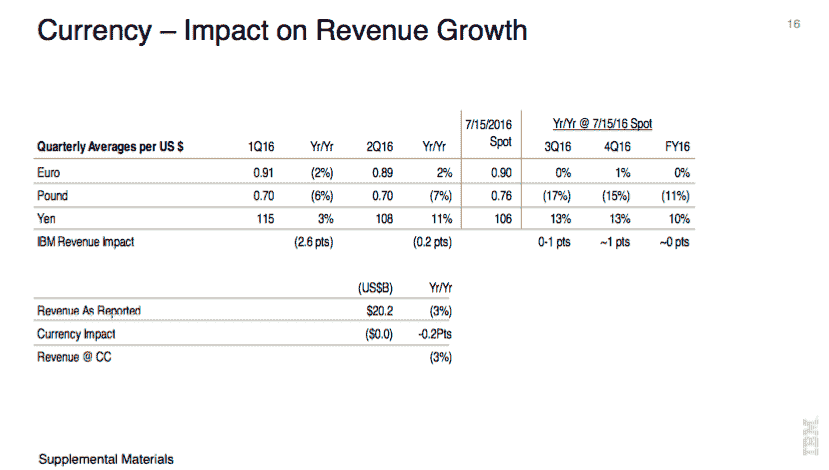 Currency – Impact on Revenue Growth
16
7/15/2016 Yr/Yr @ 7/15/16 Spot
Quarterly Averages per US $ 1Q16 Yr/Yr 2Q16 Yr/Yr Spot 3Q16 4Q16 FY16
Euro 0.91 (2%) 0.89 2% 0.90 0% 1% 0%
Pound 0.70 (6%) 0.70 (7%) 0.76 (17%) (15%) (11%)
Yen 115 3% 108 11% 106 13% 13% 10%
IBM Revenue Impact (2.6 pts) (0.2 pts) 0-1 pts ~1 pts ~0 pts
(US$B) Yr/Yr
Revenue As Reported $20.2 (3%)
Currency Impact ($0.0) -0.2Pts
Revenue @ CC (3%)
IBM
Supplemental Materials